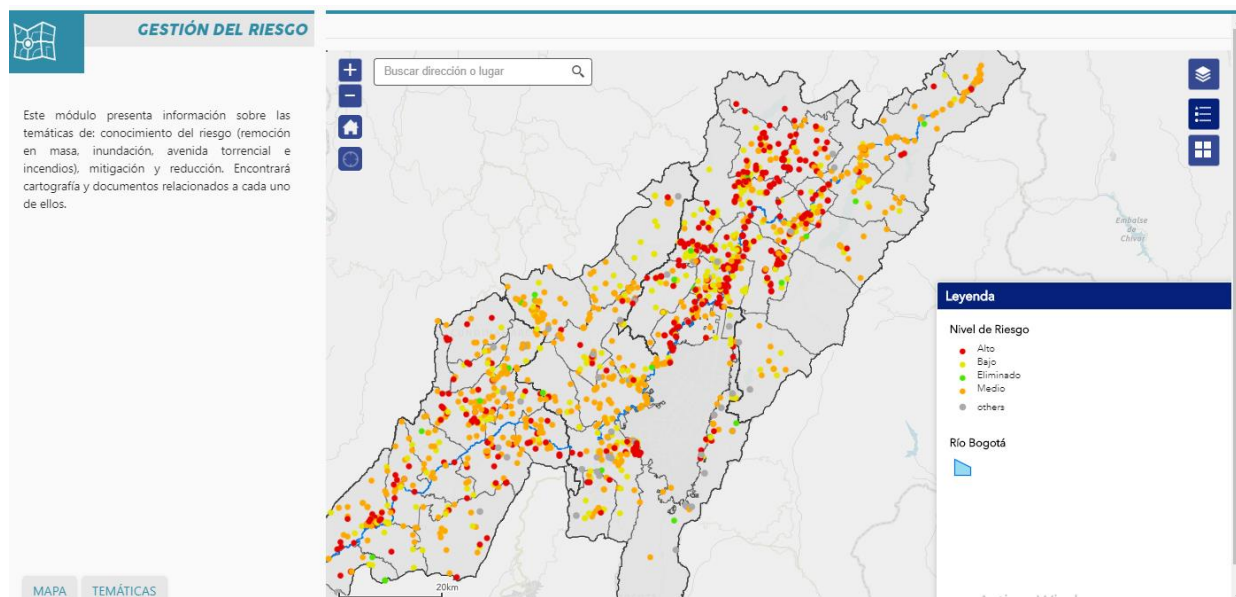 GESTIÓN DEL RIESGO
Este módulo presenta información sobre las
temáticas de: conocimiento del riesgo (remoción
en masa, inundación, avenida torrencial e
incendios), mitigación y reducción. Encontrará
cartografía y documentos relacionados a cada uno
de ellos.
MAPA TEMÁTICAS
+
Buscar dirección o lugar
−
Embalse
de
Chivor
Leyenda
Nivel de Riesgo
Alto
Bajo
Eliminado
Medio
others
Río Bogotá
20km